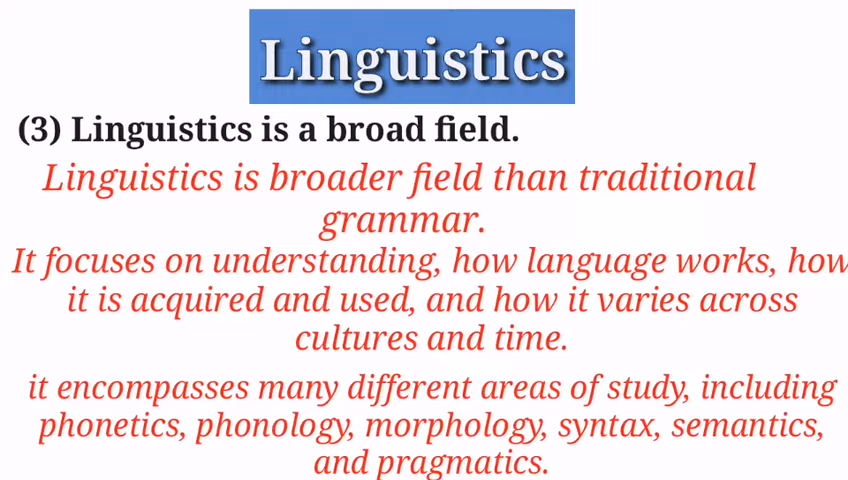 Linguistics
(3) Linguistics is a broad field.
Linguistics is broader field than traditional
grammar.
It focuses on understanding, how language works, how
it is acquired and used, and how it varies across
cultures and time.
it encompasses many different areas of study, including
phonetics, phonology, morphology, syntax, semantics,
and pragmatics.